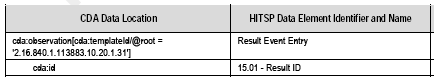 CDA Data Location HITSP Data Element Identifier and Name
cda:observation[cda:templateId/@root = Result Event Entry
'2.16.840.1.113883.10.20.1.31']
cda:id 15.01 - Result ID